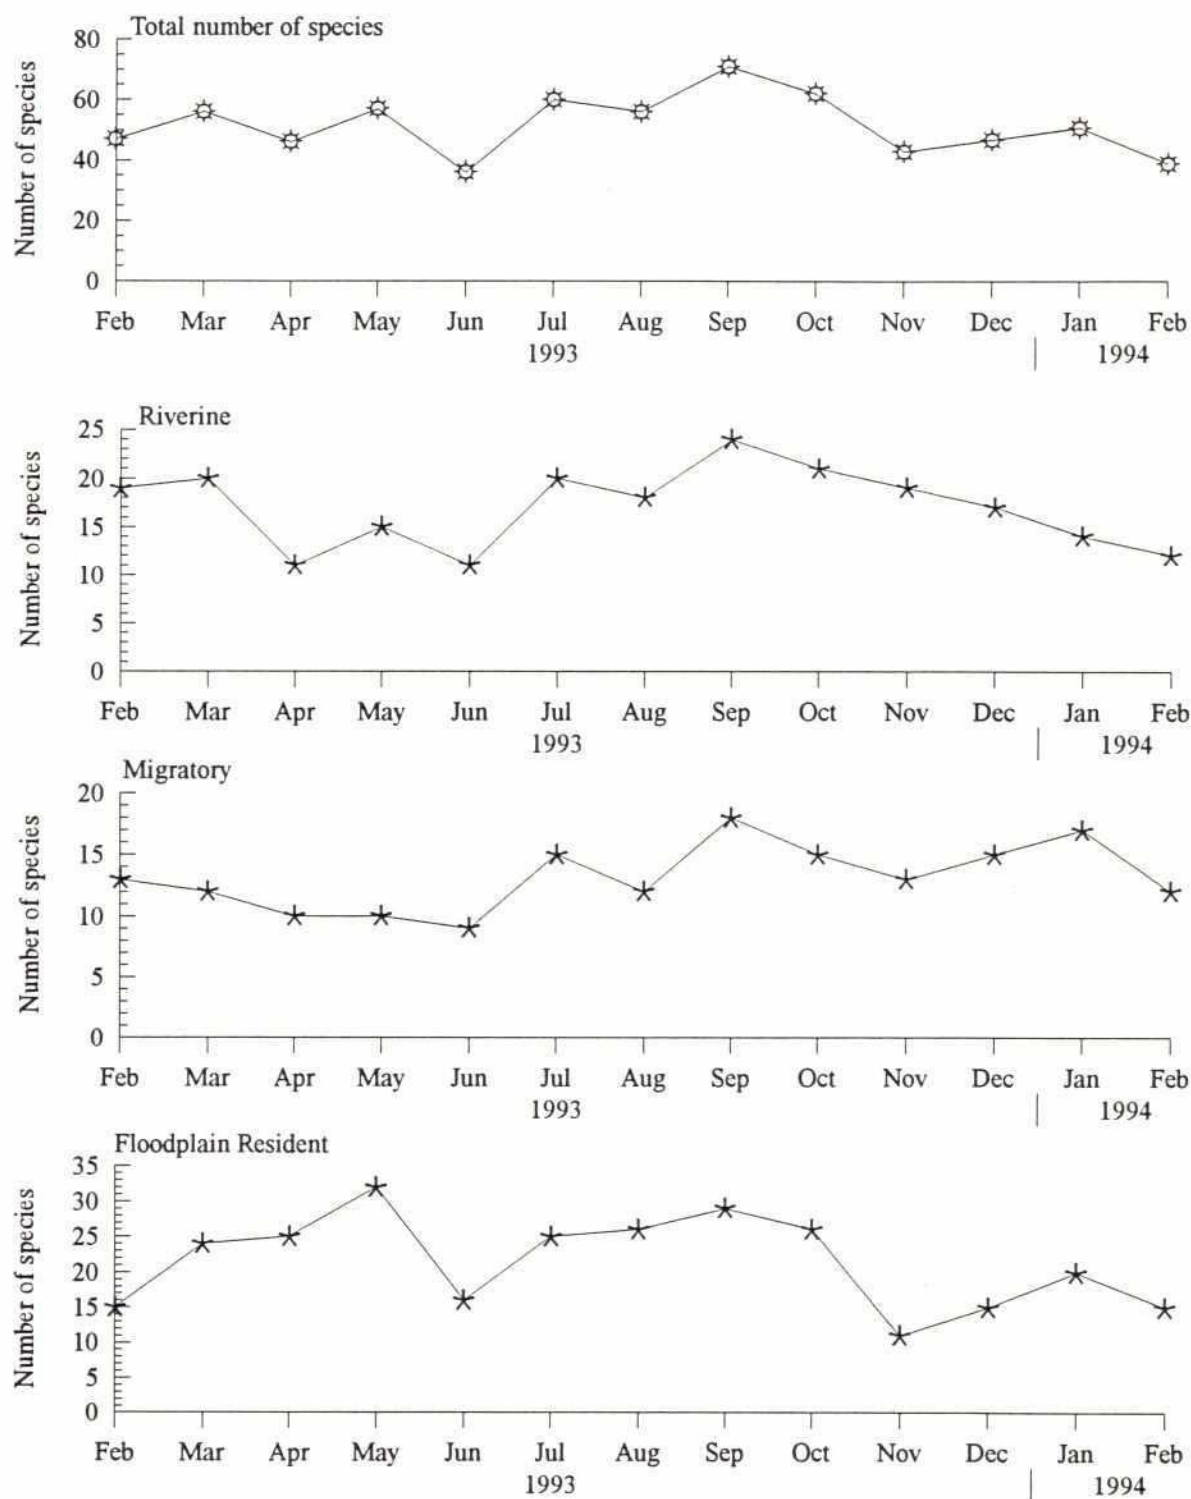 Total number of species
Number of species
80
60
40
20
0
Feb Mar Apr May Jun Jul Aug Sep Oct Nov Dec Jan Feb
1993 | 1994
Riverine
Number of species
25
20
15
10
5
0
Feb Mar Apr May Jun Jul Aug Sep Oct Nov Dec Jan Feb
1993 | 1994
Migratory
Number of species
20
15
10
5
0
Feb Mar Apr May Jun Jul Aug Sep Oct Nov Dec Jan Feb
1993 | 1994
Floodplain Resident
Number of species
35
30
25
20
15
10
5
0
Feb Mar Apr May Jun Jul Aug Sep Oct Nov Dec Jan Feb
1993 | 1994